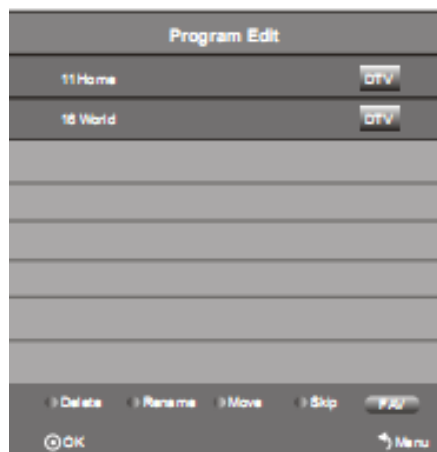 Program Edit
11 Home DTV
16 World DTV
Delete Rename Move Skip FAV
OK Menu